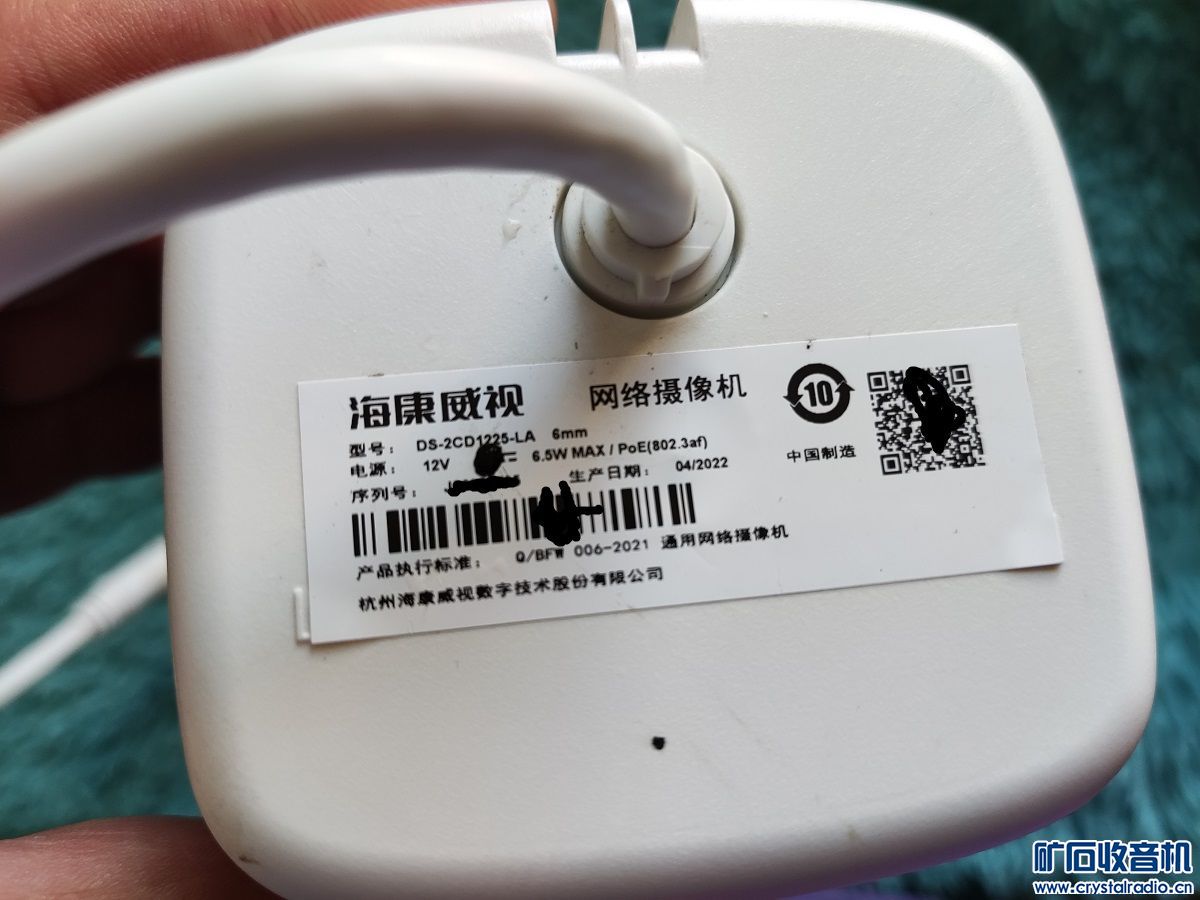 海康威视 网络摄像机
型号： DS-2CD1225-LA 6mm
电源： 12V 6.5W MAX / PoE(802.3af)
序列号： 生产日期： 04/2022
产品执行标准： Q/BFW 006-2021 通用网络摄像机
杭州海康威视数字技术股份有限公司
10
中国制造
矿石收音机
www.crystalradio.cn